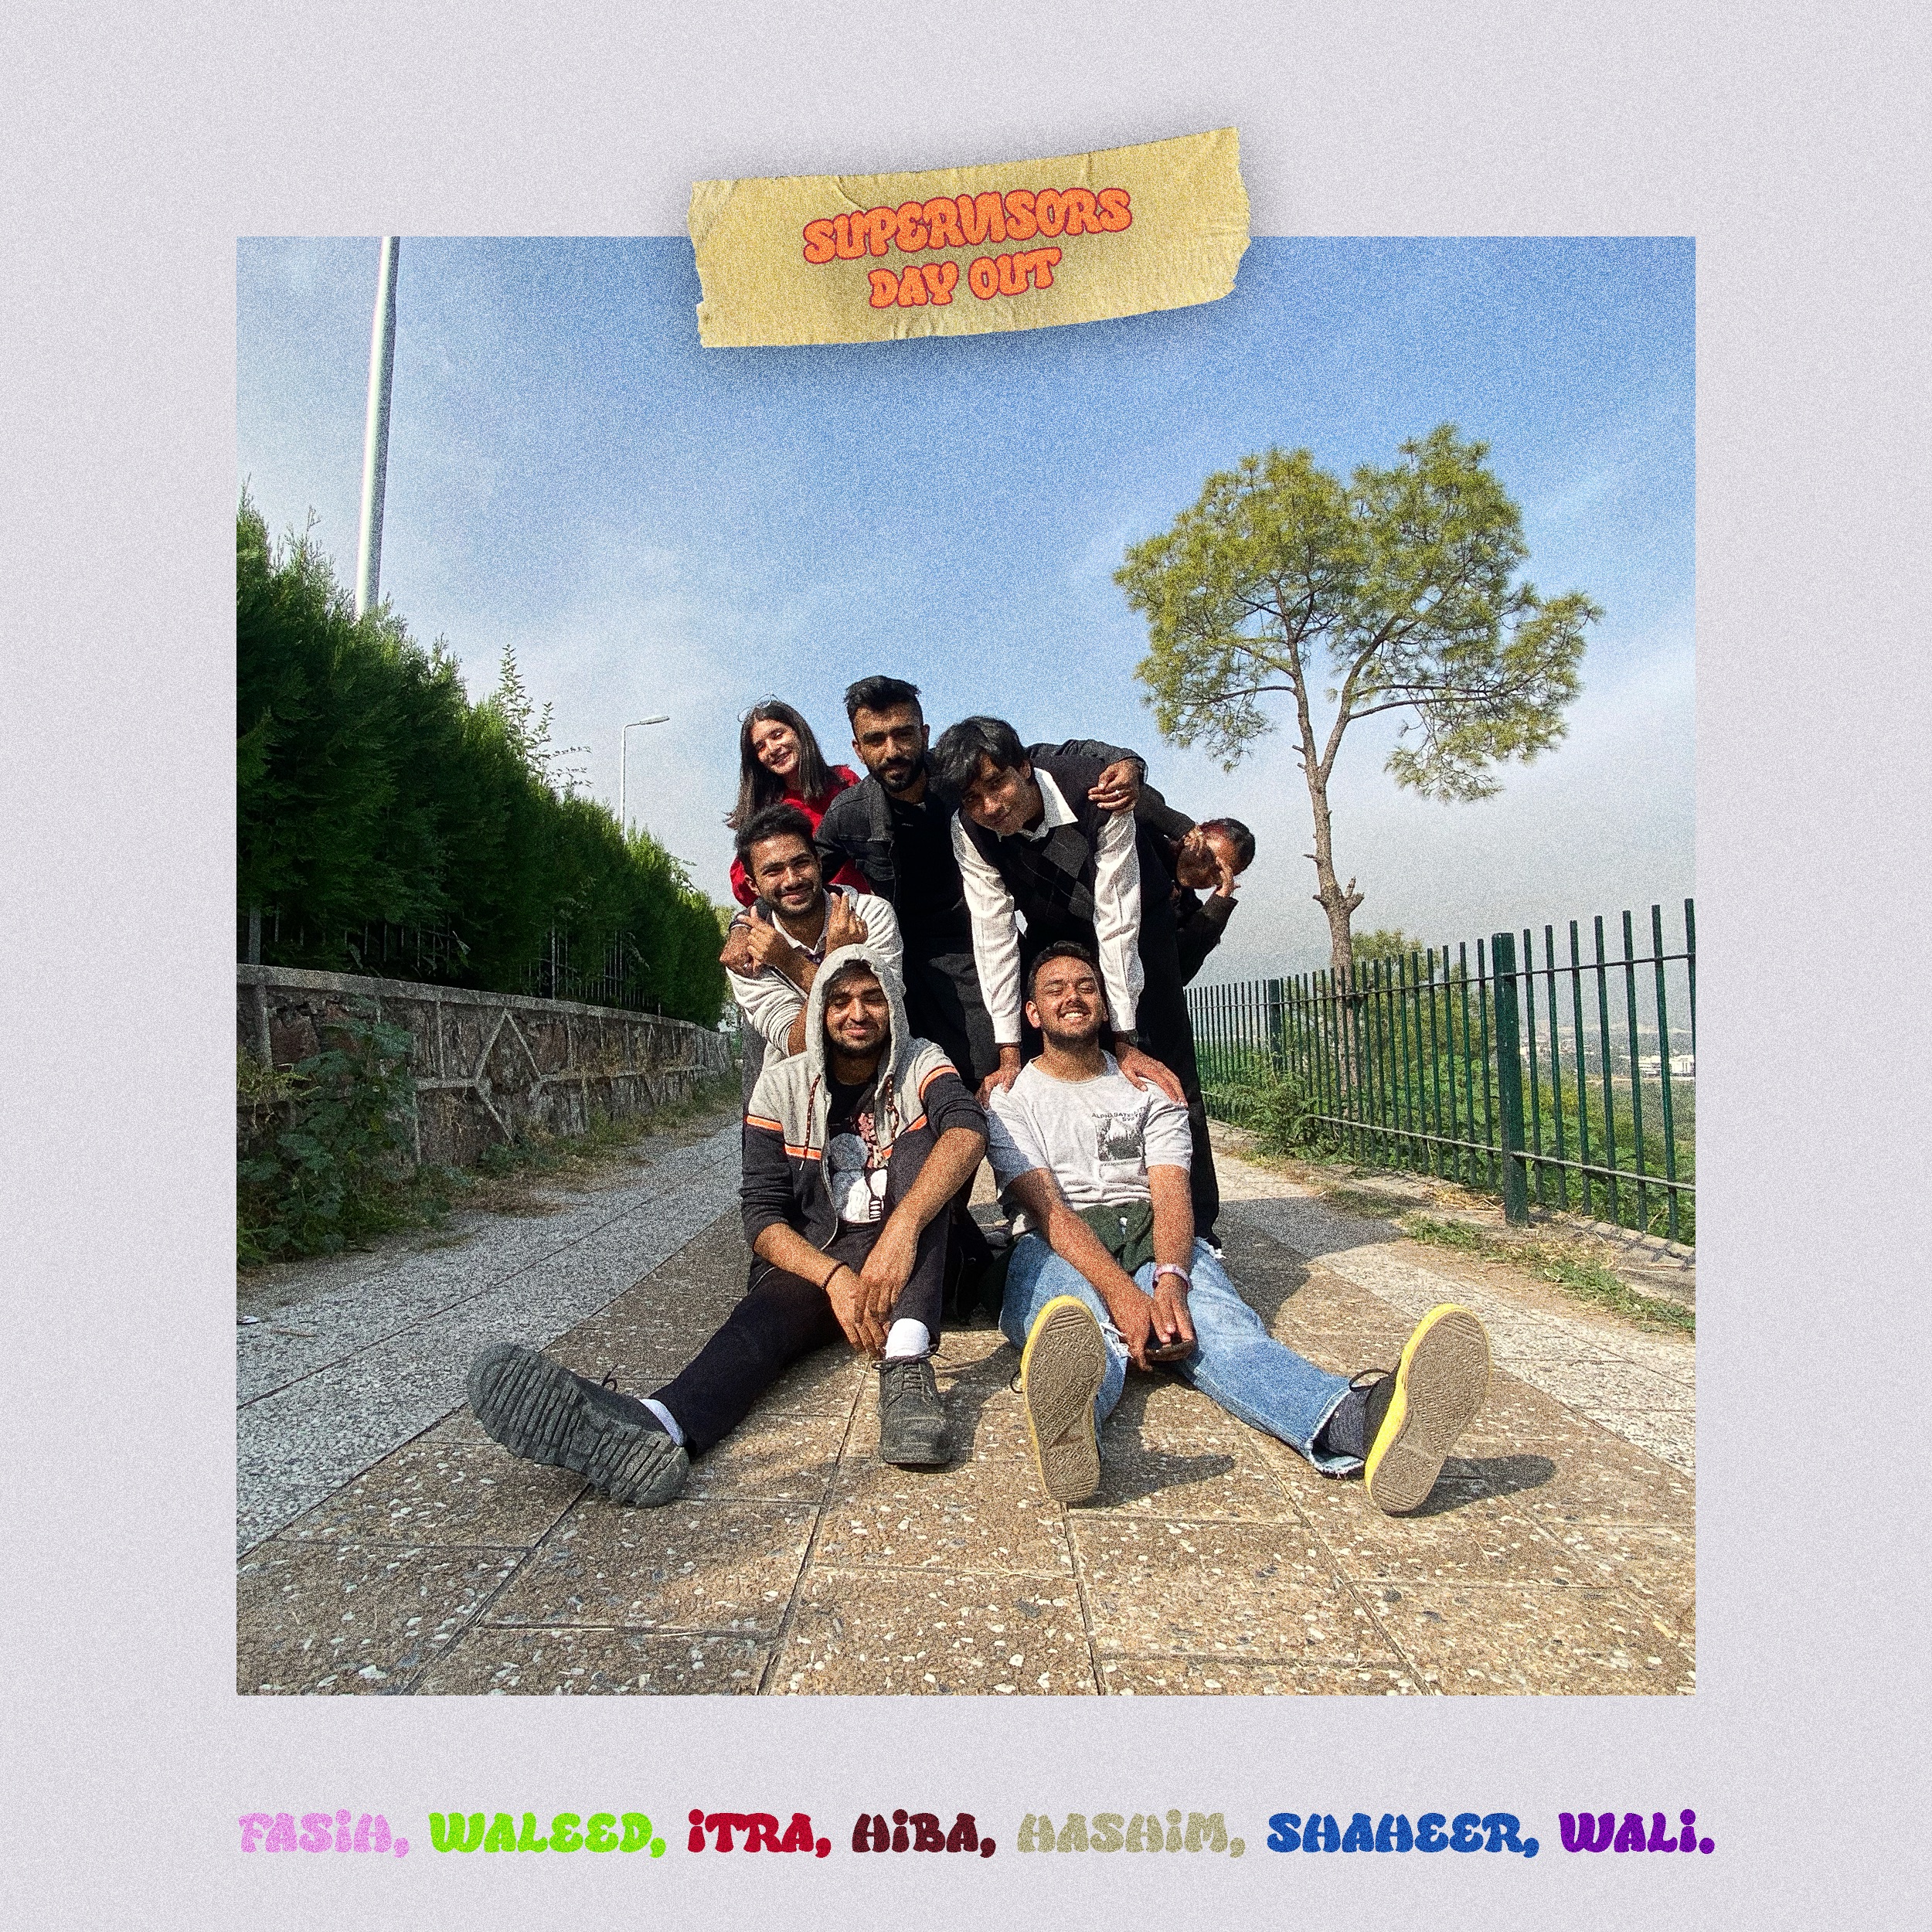 SUPERVISORS
DAY OUT
FASiH, WALEED, iTRA, HiBA, HASHiM, SHAHEER, WALi.